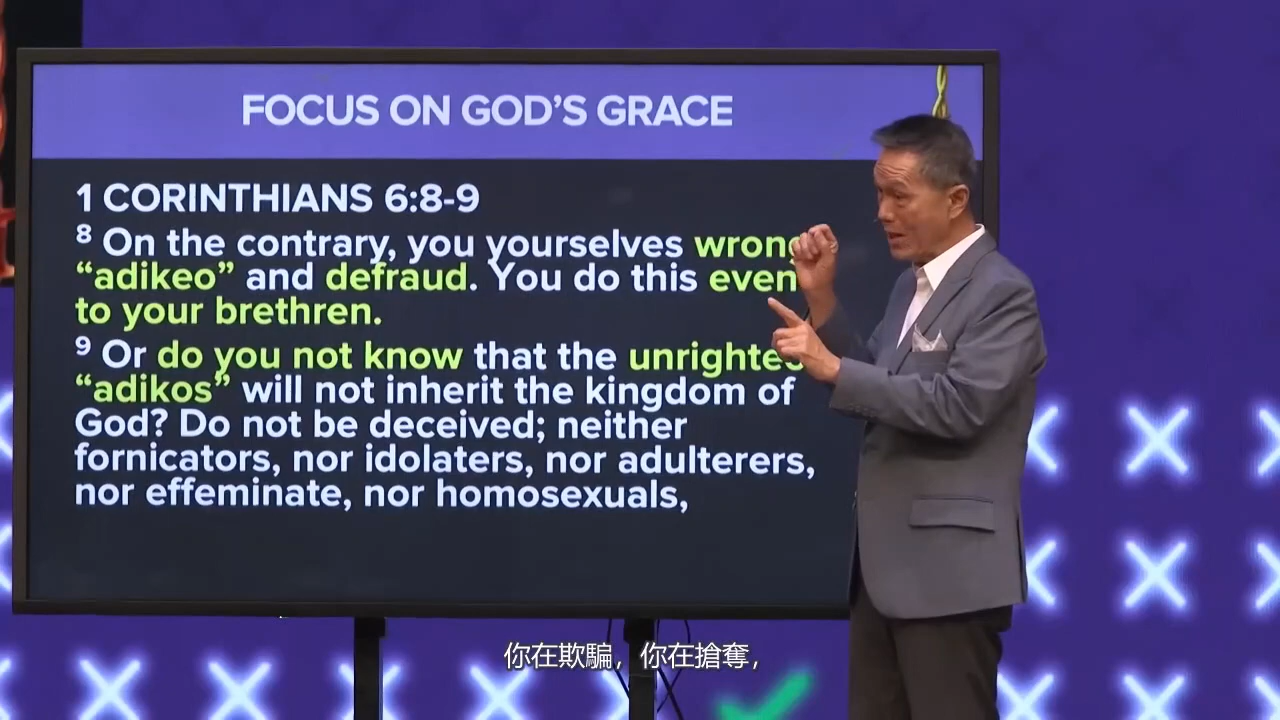 FOCUS ON GOD'S GRACE
1 CORINTHIANS 6:8-9
8 On the contrary, you yourselves wrong
“adikeo” and defraud. You do this even
to your brethren.
9 Or do you not know that the
“adikos” will not inherit the kingdom of
God? Do not be deceived; neither
fornicators, nor idolaters, nor adulterers,
nor effeminate, nor homosexuals,
你在欺騙，你在搶奪，